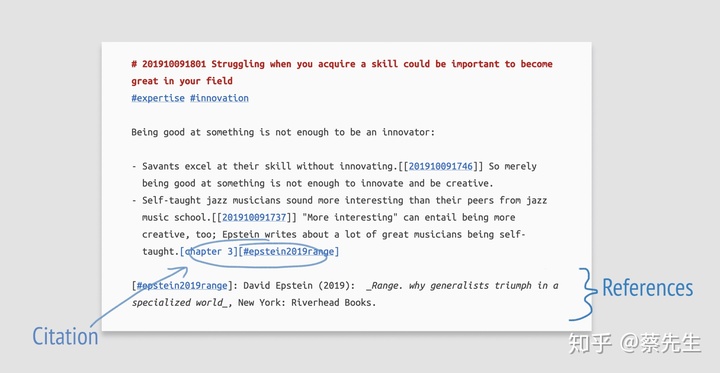 # 201910091801 Struggling when you acquire a skill could be important to become
great in your field
#expertise #innovation
Being good at something is not enough to be an innovator:
- Savants excel at their skill without innovating.[[201910091746]] So merely
being good at something is not enough to innovate and be creative.
- Self-taught jazz musicians sound more interesting than their peers from jazz
music school.[[201910091737]] "More interesting" can entail being more
creative, too; Epstein writes about a lot of great musicians being self-
taught.[chapter 3][#epstein2019range]
[#epstein2019range]: David Epstein (2019):  _Range. why generalists triumph in a
specialized world_, New York: Riverhead Books.
References
Citation
知乎 @蔡先生